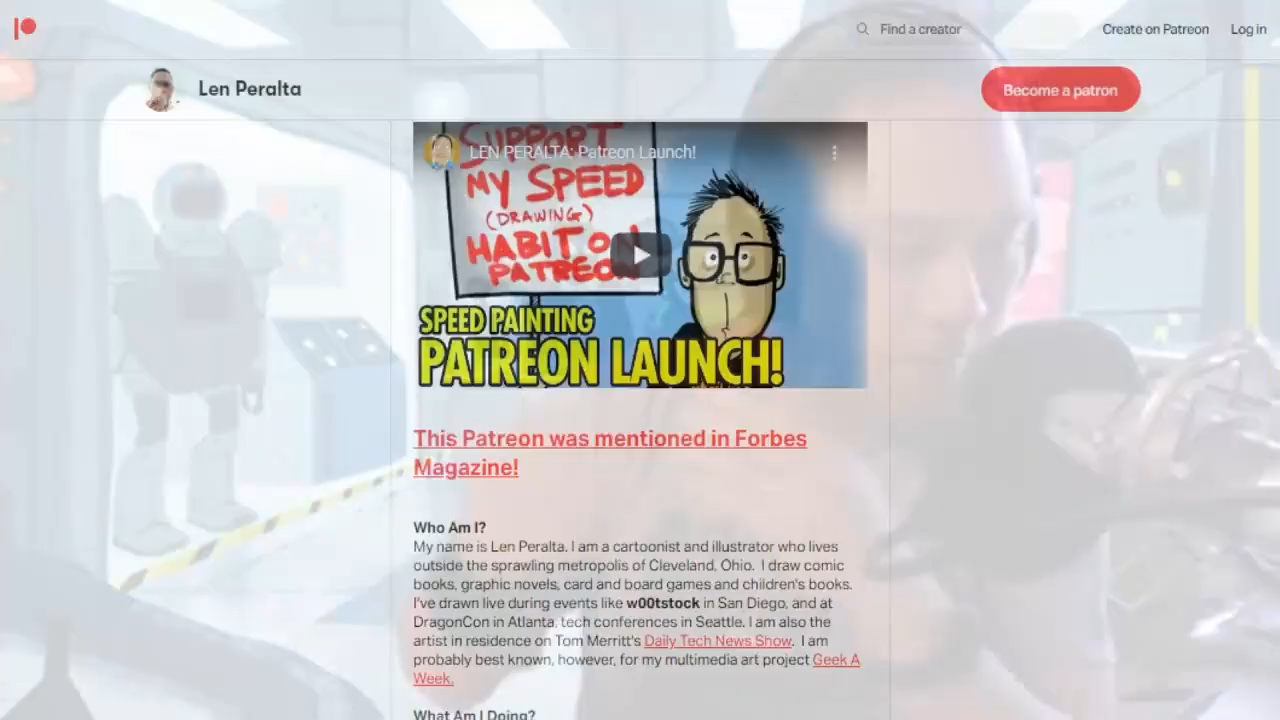 Find a creator
Create on Patreon
Log in
Len Peralta
Become a patron
SUPPORT
LEN PERALTA: Patreon Launch!
MY SPEED
(DRAWING)
HABIT ON
PATREON
SPEED PAINTING
PATREON LAUNCH!
This Patreon was mentioned in Forbes
Magazine!
Who Am I?
My name is Len Peralta. I am a cartoonist and illustrator who lives
outside the sprawling metropolis of Cleveland, Ohio. I draw comic
books, graphic novels, card and board games and children's books.
I've drawn live during events like w00tstock in San Diego, and at
DragonCon in Atlanta, tech conferences in Seattle. I am also the
artist in residence on Tom Merritt's Daily Tech News Show. I am
probably best known, however, for my multimedia art project Geek A
Week.
What Am I Doing?